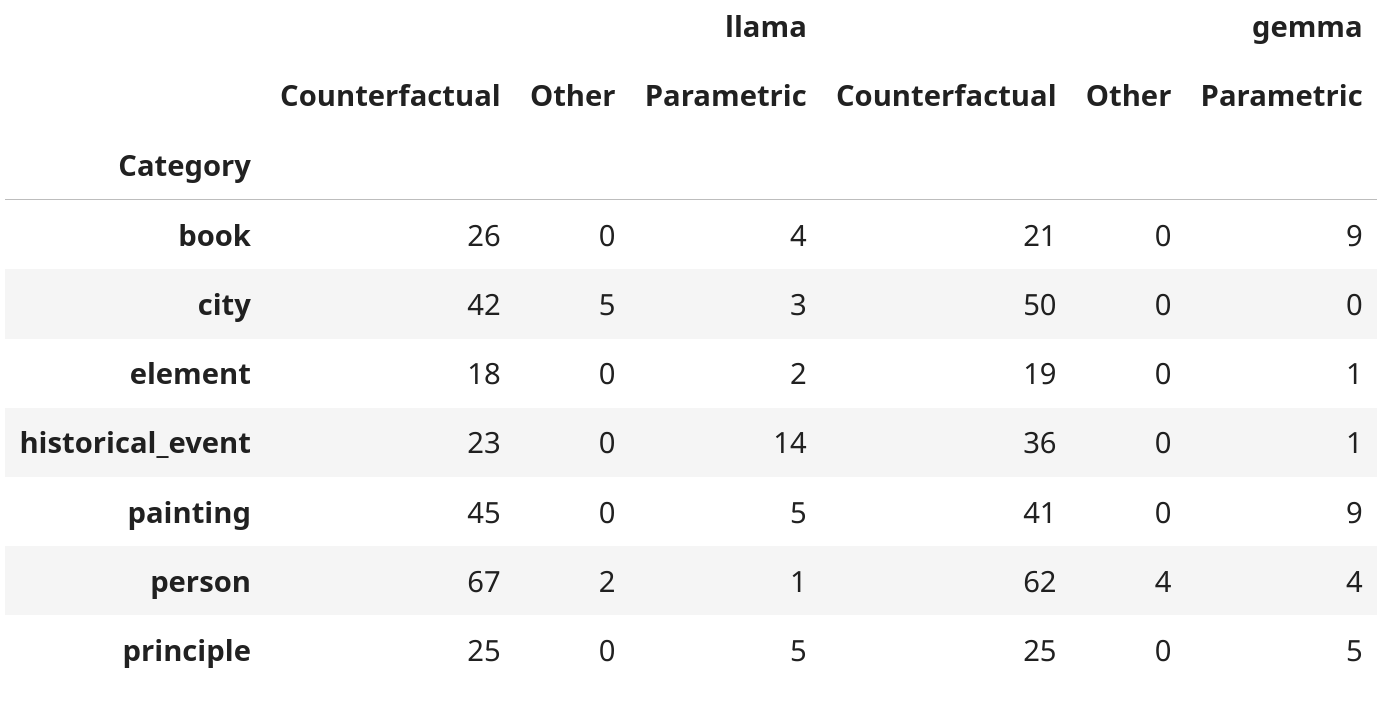 llama gemma
Counterfactual Other Parametric Counterfactual Other Parametric
Category
book 26 0 4 21 0 9
city 42 5 3 50 0 0
element 18 0 2 19 0 1
historical_event 23 0 14 36 0 1
painting 45 0 5 41 0 9
person 67 2 1 62 4 4
principle 25 0 5 25 0 5